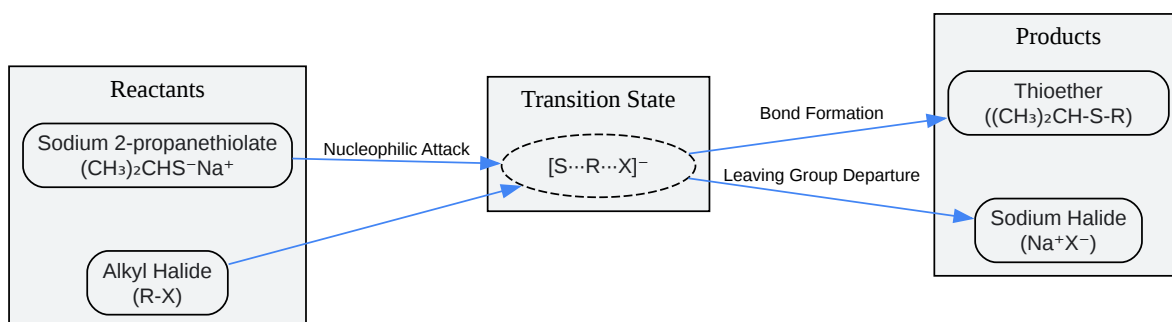 Reactants
Sodium 2-propanethiolate
(CH₃)₂CHS⁻Na⁺
Alkyl Halide
(R-X)
Nucleophilic Attack
Transition State
[S···R···X]⁻
Bond Formation
Leaving Group Departure
Products
Thioether
((CH₃)₂CH-S-R)
Sodium Halide
(Na⁺X⁻)